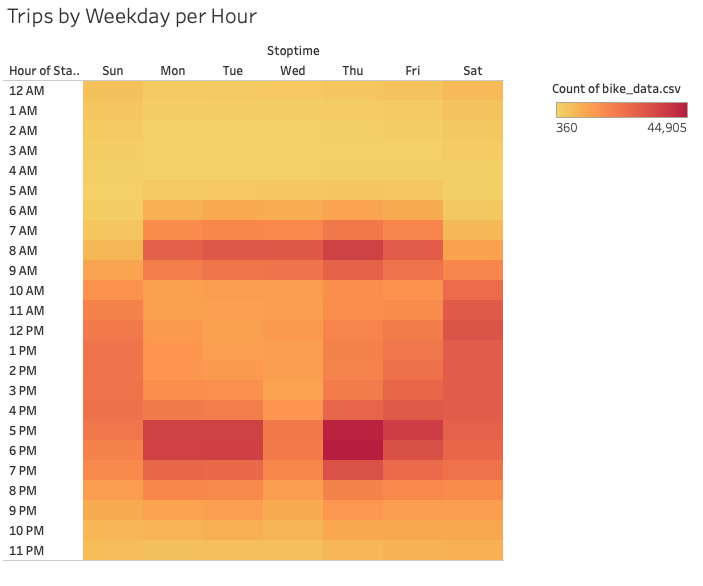 Trips by Weekday per Hour
Stoptime
Hour of Sta.. Sun Mon Tue Wed Thu Fri Sat
Count of bike_data.csv
360 44,905
12 AM
1 AM
2 AM
3 AM
4 AM
5 AM
6 AM
7 AM
8 AM
9 AM
10 AM
11 AM
12 PM
1 PM
2 PM
3 PM
4 PM
5 PM
6 PM
7 PM
8 PM
9 PM
10 PM
11 PM